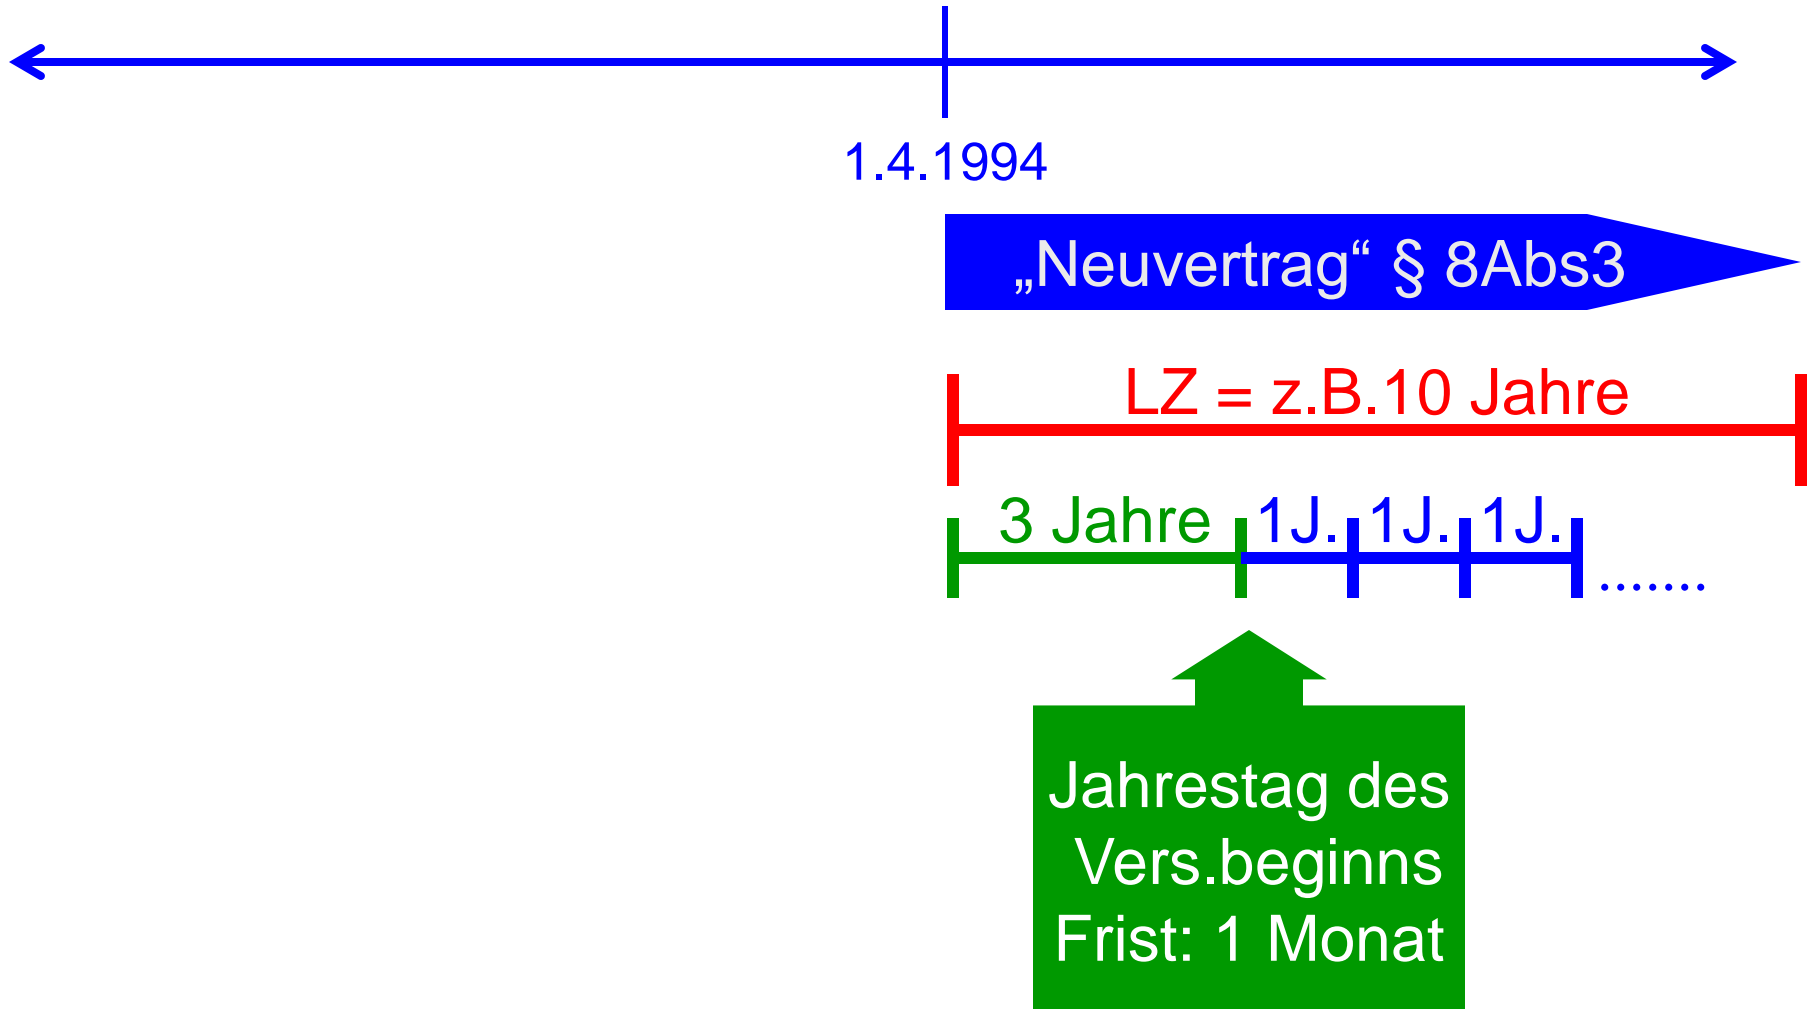 1.4.1994
„Neuvertrag“ § 8Abs3
LZ = z.B.10 Jahre
3 Jahre 1J. 1J. 1J. .......
Jahrestag des
Vers.beginns
Frist: 1 Monat